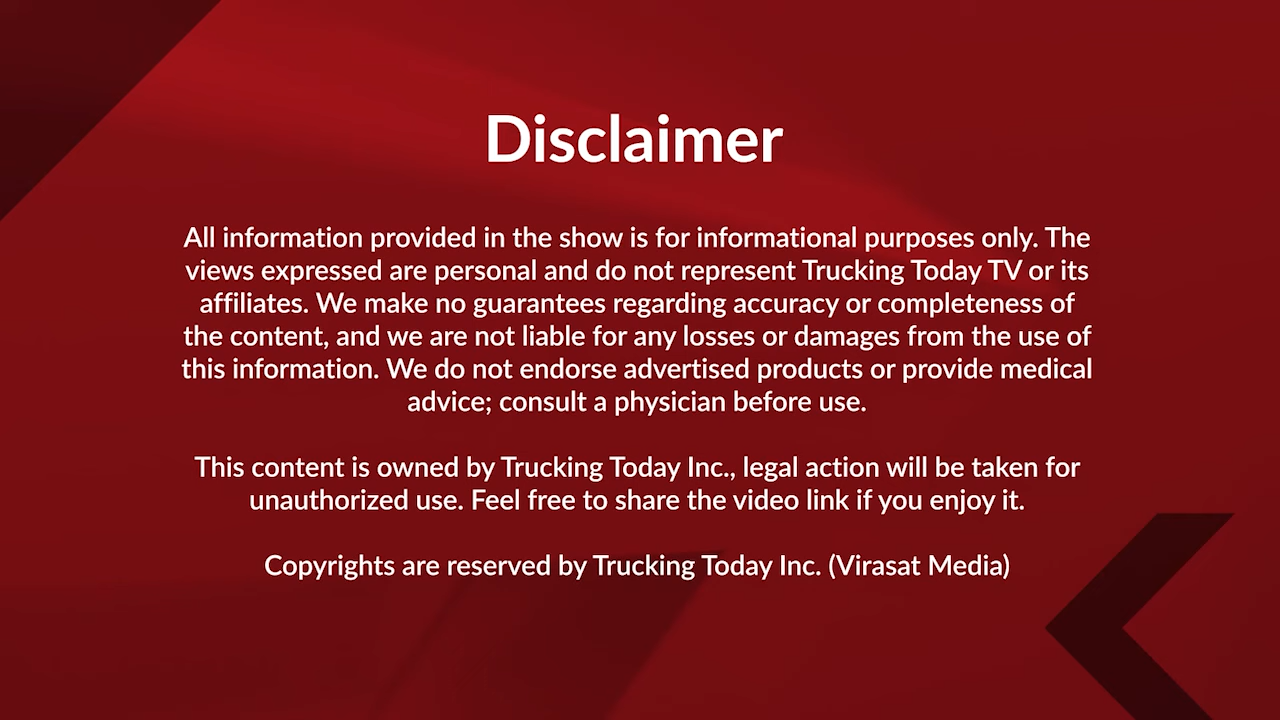 Disclaimer
All information provided in the show is for informational purposes only. The
views expressed are personal and do not represent Trucking Today TV or its
affiliates. We make no guarantees regarding accuracy or completeness of
the content, and we are not liable for any losses or damages from the use of
this information. We do not endorse advertised products or provide medical
advice; consult a physician before use.
This content is owned by Trucking Today Inc., legal action will be taken for
unauthorized use. Feel free to share the video link if you enjoy it.
Copyrights are reserved by Trucking Today Inc. (Virasat Media)